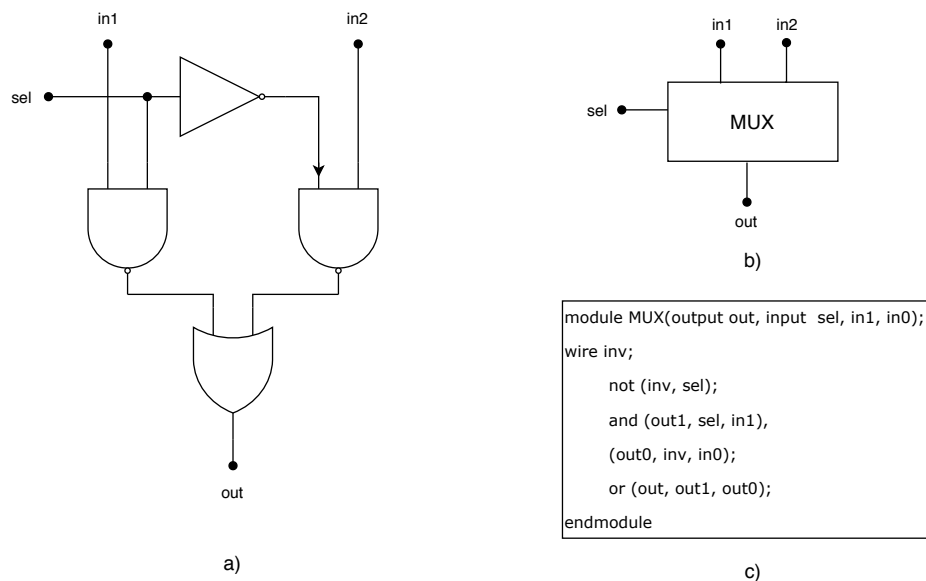 in1
in2
sel
out
a)
in1
in2
sel
MUX
out
b)
module MUX(output out, input  sel, in1, in0);
wire inv;
not (inv, sel);
and (out1, sel, in1),
(out0, inv, in0);
or (out, out1, out0);
endmodule
c)